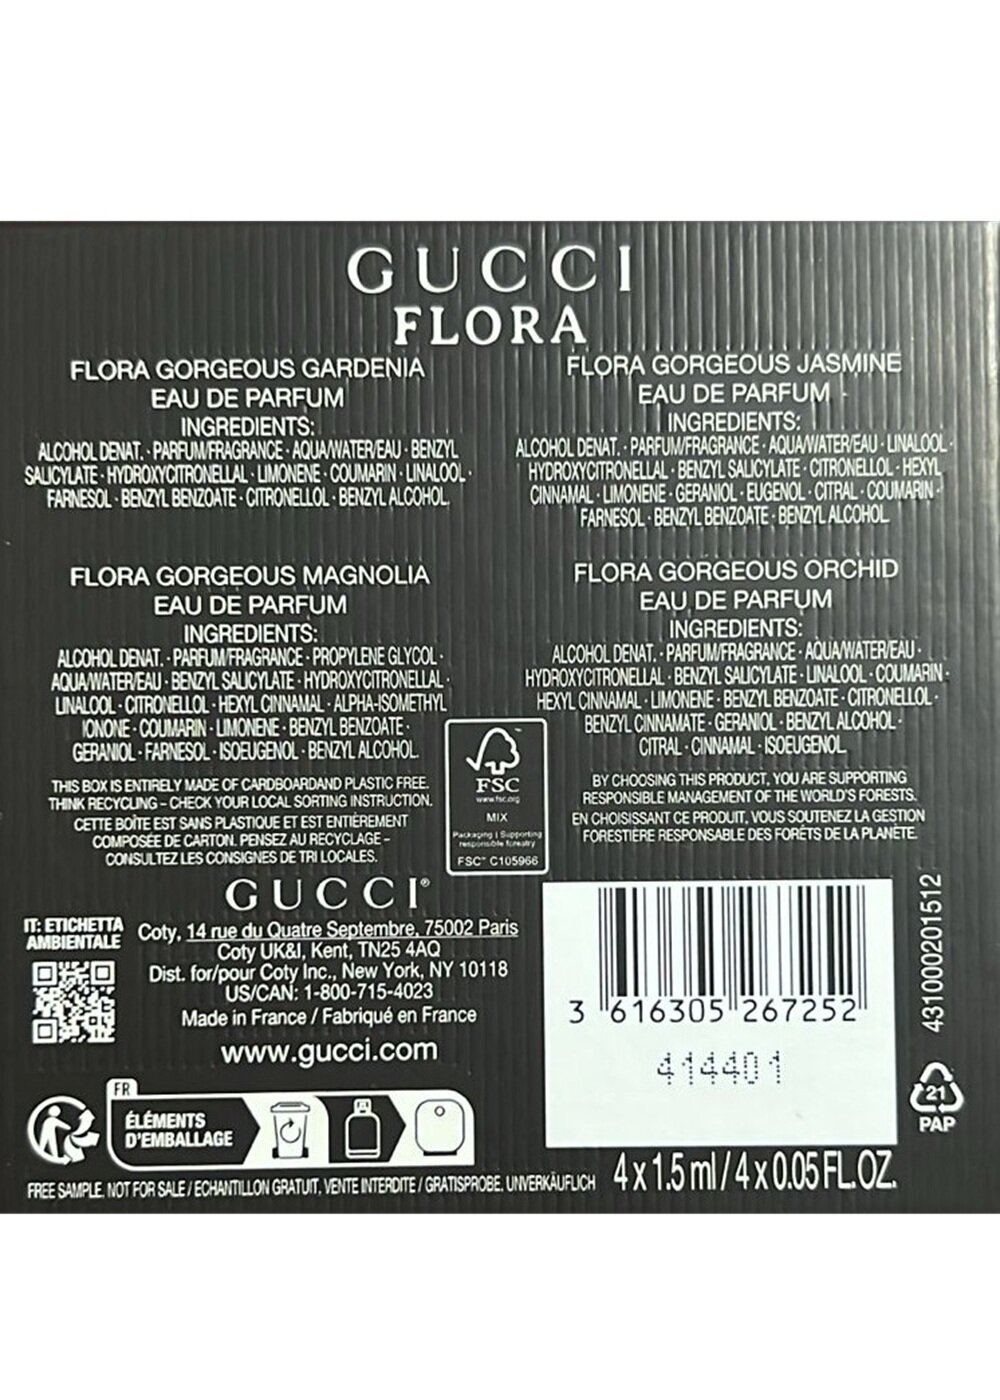 GUCCI
FLORA
FLORA GORGEOUS GARDENIA
EAU DE PARFUM
INGREDIENTS:
ALCOHOL DENAT. · PARFUM/FRAGRANCE · AQUA/WATER/EAU · BENZYL
SALICYLATE · HYDROXYCITRONELLAL · LIMONENE · COUMARIN · LINALOOL ·
FARNESOL · BENZYL BENZOATE · CITRONELLOL · BENZYL ALCOHOL.
FLORA GORGEOUS JASMINE
EAU DE PARFUM
INGREDIENTS:
ALCOHOL DENAT. · PARFUM/FRAGRANCE · AQUA/WATER/EAU · LINALOOL ·
HYDROXYCITRONELLAL · BENZYL SALICYLATE · CITRONELLOL · HEXYL
CINNAMAL · LIMONENE · GERANIOL · EUGENOL · CITRAL · COUMARIN ·
FARNESOL · BENZYL BENZOATE · BENZYL ALCOHOL.
FLORA GORGEOUS MAGNOLIA
EAU DE PARFUM
INGREDIENTS:
ALCOHOL DENAT. · PARFUM/FRAGRANCE · PROPYLENE GLYCOL ·
AQUA/WATER/EAU · BENZYL SALICYLATE · HYDROXYCITRONELLAL ·
LINALOOL · CITRONELLOL · HEXYL CINNAMAL · ALPHA-ISOMETHYL
IONONE · COUMARIN · LIMONENE · BENZYL BENZOATE ·
GERANIOL · FARNESOL · ISOEUGENOL · BENZYL ALCOHOL.
FLORA GORGEOUS ORCHID
EAU DE PARFUM
INGREDIENTS:
ALCOHOL DENAT. · PARFUM/FRAGRANCE · AQUA/WATER/EAU ·
HYDROXYCITRONELLAL · BENZYL SALICYLATE · LINALOOL · COUMARIN ·
HEXYL CINNAMAL · LIMONENE · BENZYL BENZOATE · CITRONELLOL ·
BENZYL CINNAMATE · GERANIOL · BENZYL ALCOHOL ·
CITRAL · CINNAMAL · ISOEUGENOL.
THIS BOX IS ENTIRELY MADE OF CARDBOARDAND PLASTIC FREE.
THINK RECYCLING – CHECK YOUR LOCAL SORTING INSTRUCTION.
CETTE BOÎTE EST SANS PLASTIQUE ET EST ENTIÈREMENT
COMPOSÉE DE CARTON. PENSEZ AU RECYCLAGE –
CONSULTEZ LES CONSIGNES DE TRI LOCALES.
FSC
www.fsc.org
MIX
Packaging | Supporting
responsible forestry
FSC™ C105966
BY CHOOSING THIS PRODUCT, YOU ARE SUPPORTING
RESPONSIBLE MANAGEMENT OF THE WORLD'S FORESTS.
EN CHOISISSANT CE PRODUIT, VOUS SOUTENEZ LA GESTION
FORESTIÈRE RESPONSABLE DES FORÊTS DE LA PLANÈTE.
GUCCI®
IT: ETICHETTA
AMBIENTALE
Coty, 14 rue du Quatre Septembre, 75002 Paris
Coty UK&I, Kent, TN25 4AQ
Dist. for/pour Coty Inc., New York, NY 10118
US/CAN: 1-800-715-4023
Made in France / Fabriqué en France
www.gucci.com
3 616305 267252
414401
431000201512
21
PAP
FR
ÉLÉMENTS
D'EMBALLAGE
FREE SAMPLE. NOT FOR SALE / ECHANTILLON GRATUIT, VENTE INTERDITE / GRATISPROBE, UNVERKÄUFLICH
4 x 1.5 ml / 4 x 0.05 FL. OZ.